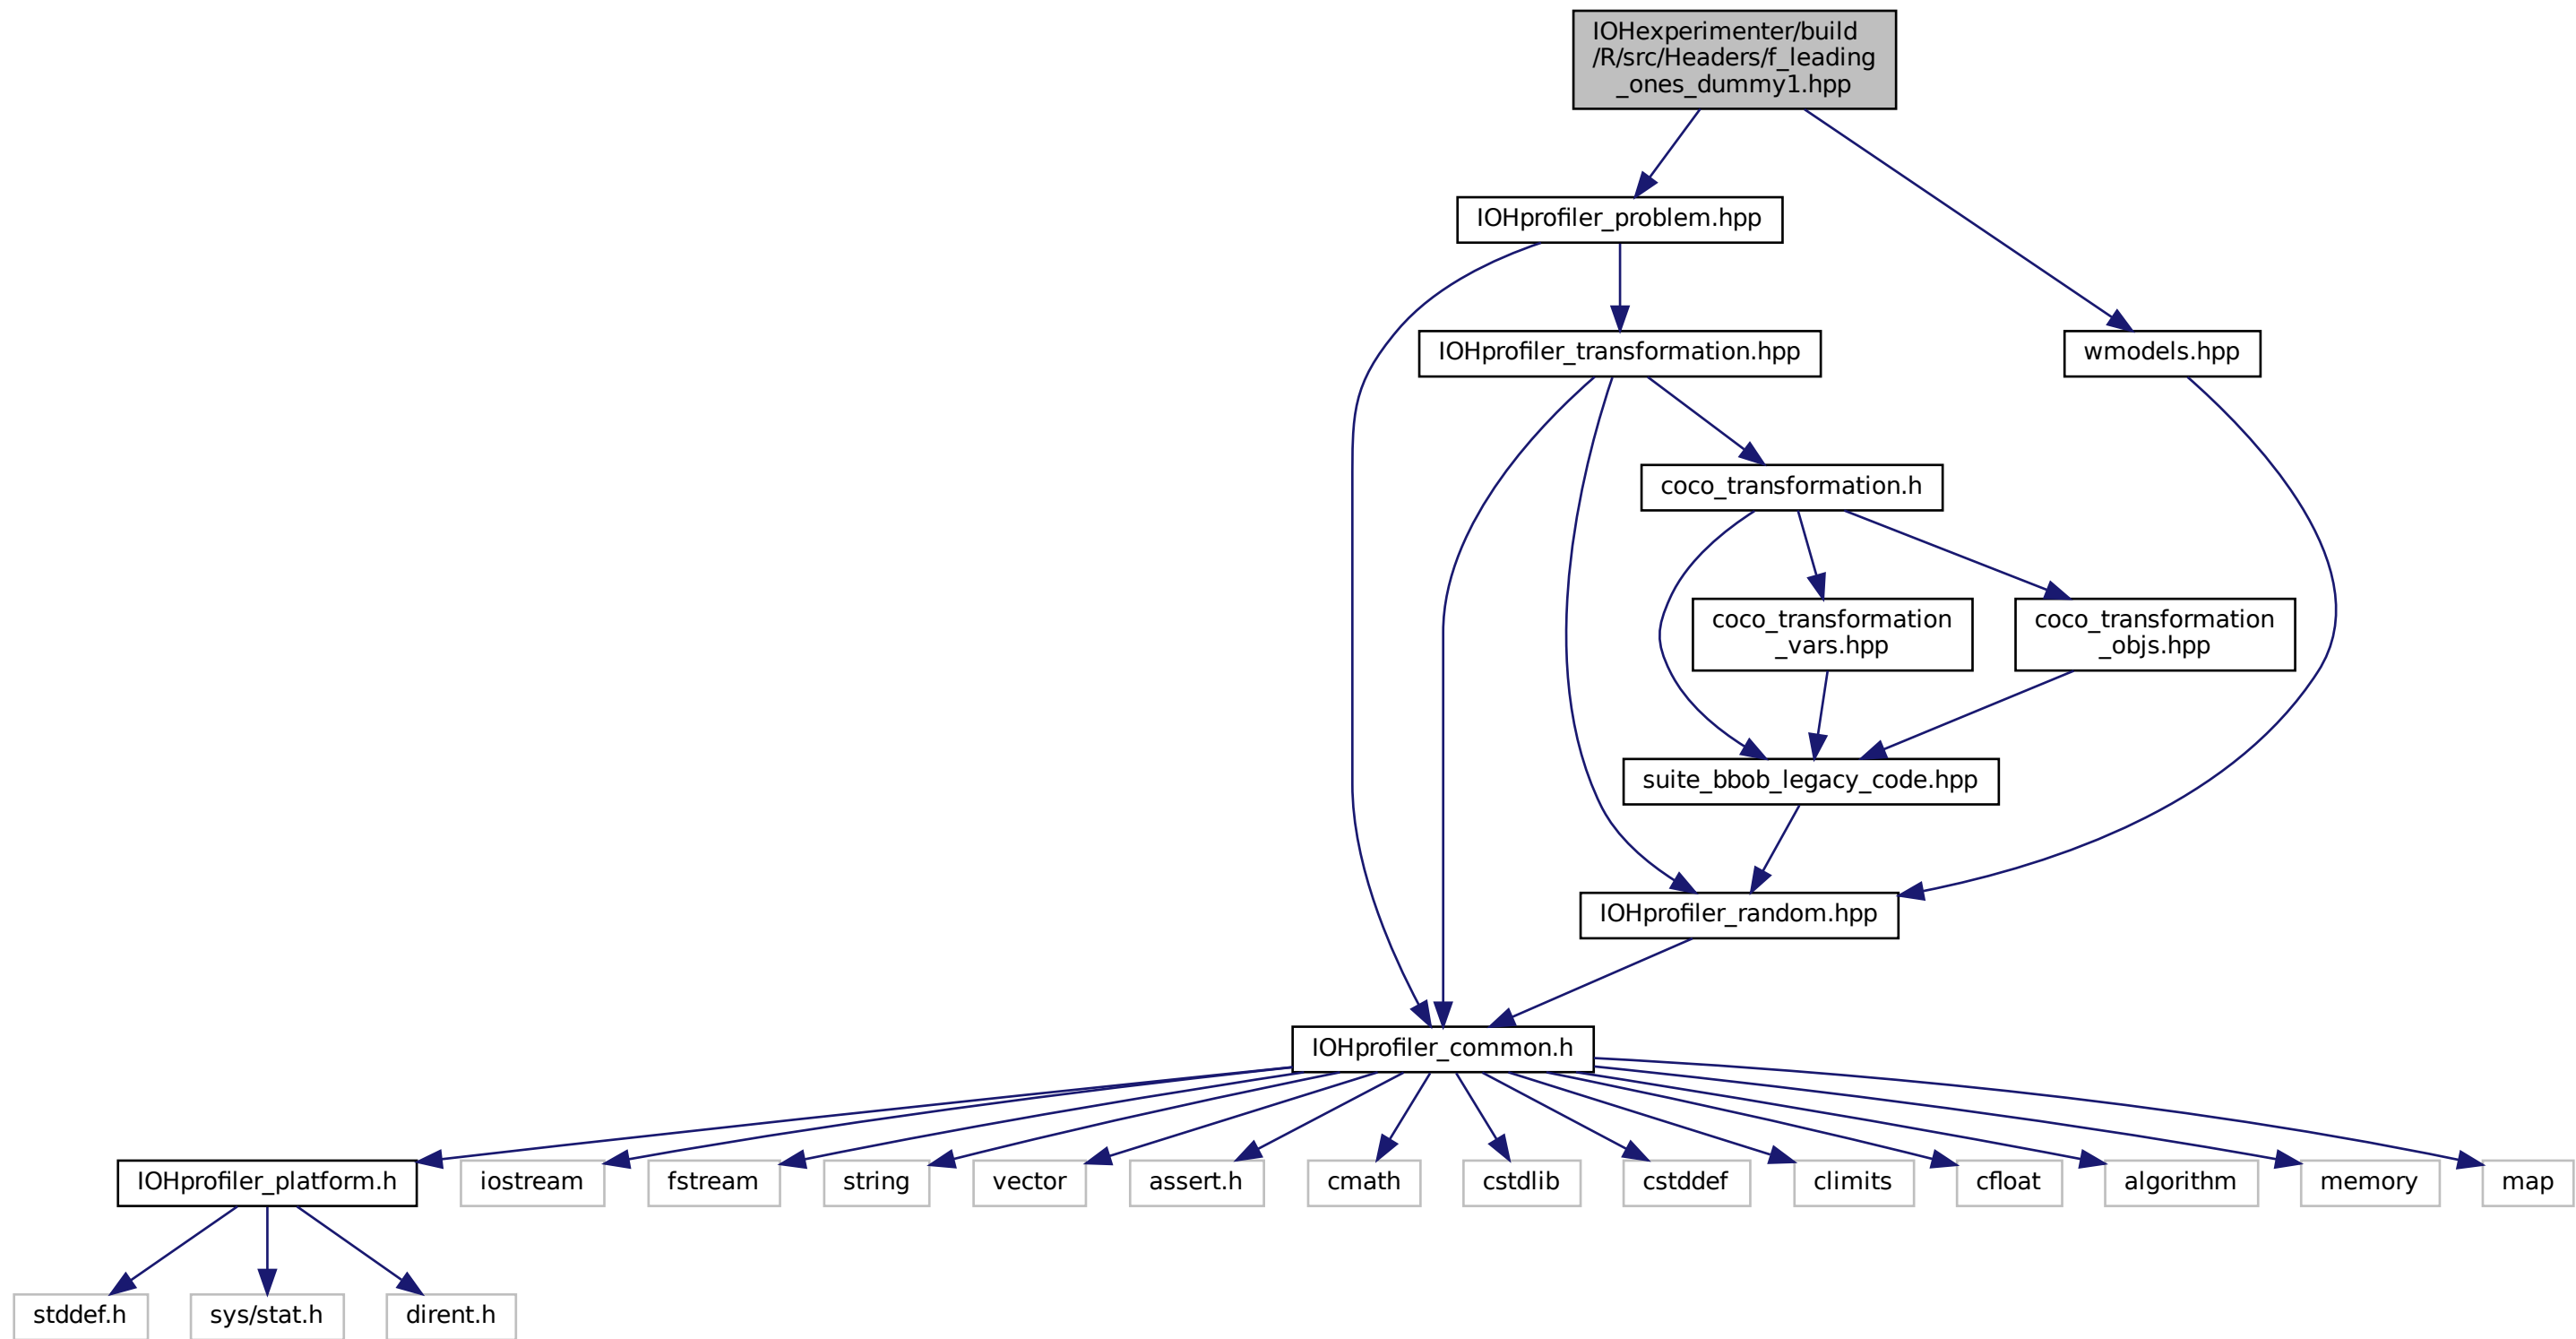 IOHexperimenter/build
/R/src/Headers/f_leading
_ones_dummy1.hpp
IOHprofiler_problem.hpp
IOHprofiler_transformation.hpp
wmodels.hpp
coco_transformation.h
coco_transformation
_vars.hpp
coco_transformation
_objs.hpp
suite_bbob_legacy_code.hpp
IOHprofiler_random.hpp
IOHprofiler_common.h
IOHprofiler_platform.h
iostream
fstream
string
vector
assert.h
cmath
cstdlib
cstddef
climits
cfloat
algorithm
memory
map
stddef.h
sys/stat.h
dirent.h